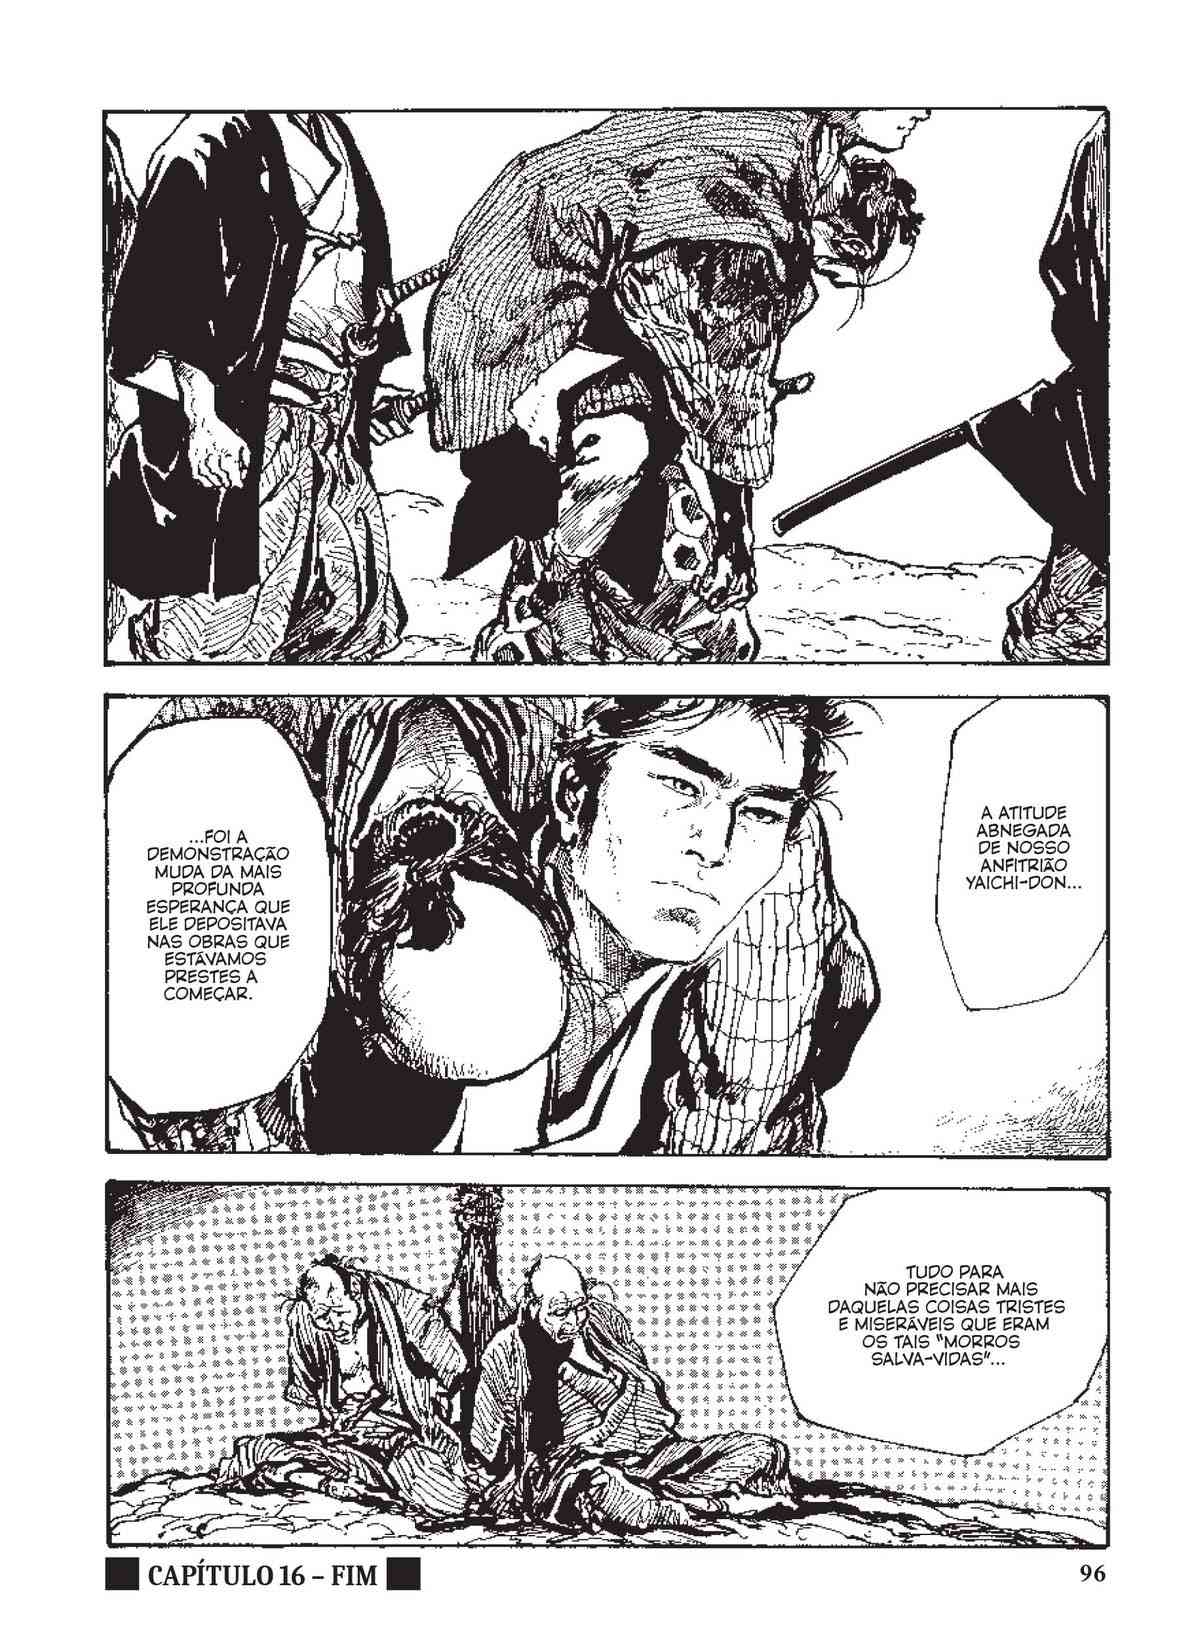 A ATITUDE
ABNEGADA
DE NOSSO
ANFITRIÃO
YAICHI-DON...
...FOI A
DEMONSTRAÇÃO
MUDA DA MAIS
PROFUNDA
ESPERANÇA QUE
ELE DEPOSITAVA
NAS OBRAS QUE
ESTÁVAMOS
PRESTES A
COMEÇAR.
TUDO PARA
NÃO PRECISAR MAIS
DAQUELAS COISAS TRISTES
E MISERÁVEIS QUE ERAM
OS TAIS "MORROS
SALVA-VIDAS"...
CAPÍTULO 16 – FIM
96